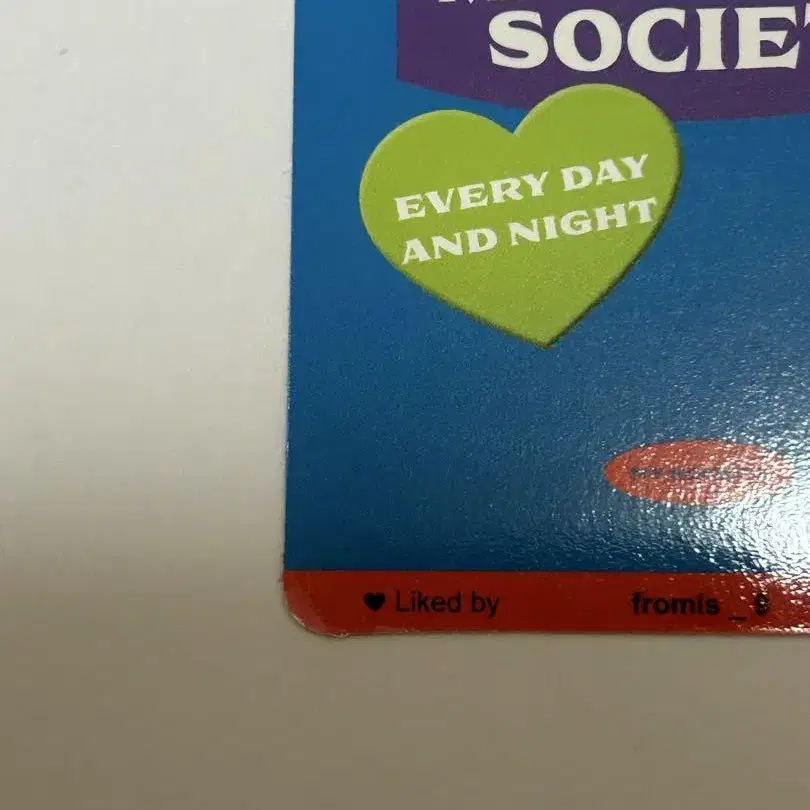 SOCIE
EVERY DAY
AND NIGHT
♥ Liked by fromis _ 9